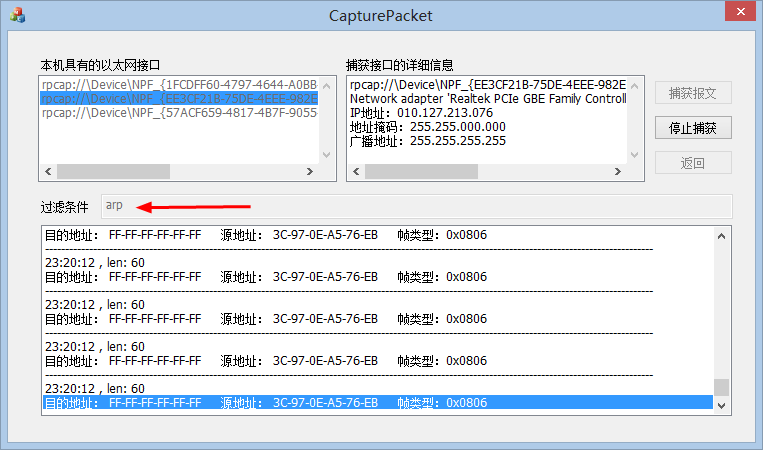 CapturePacket
本机具有的以太网接口
rpcap://\Device\NPF_{1FCDFF60-4797-4644-A0BB
rpcap://\Device\NPF_{EE3CF21B-75DE-4EEE-982E
rpcap://\Device\NPF_{57ACF659-4817-4B7F-9055
捕获接口的详细信息
rpcap://\Device\NPF_{EE3CF21B-75DE-4EEE-982E
Network adapter 'Realtek PCIe GBE Family Controll
IP地址：010.127.213.076
地址掩码：255.255.000.000
广播地址：255.255.255.255
捕获报文
停止捕获
返回
过滤条件 arp
目的地址： FF-FF-FF-FF-FF-FF 源地址： 3C-97-0E-A5-76-EB 帧类型：0x0806
23:20:12 , len: 60
目的地址： FF-FF-FF-FF-FF-FF 源地址： 3C-97-0E-A5-76-EB 帧类型：0x0806
23:20:12 , len: 60
目的地址： FF-FF-FF-FF-FF-FF 源地址： 3C-97-0E-A5-76-EB 帧类型：0x0806
23:20:12 , len: 60
目的地址： FF-FF-FF-FF-FF-FF 源地址： 3C-97-0E-A5-76-EB 帧类型：0x0806
23:20:12 , len: 60
目的地址： FF-FF-FF-FF-FF-FF 源地址： 3C-97-0E-A5-76-EB 帧类型：0x0806